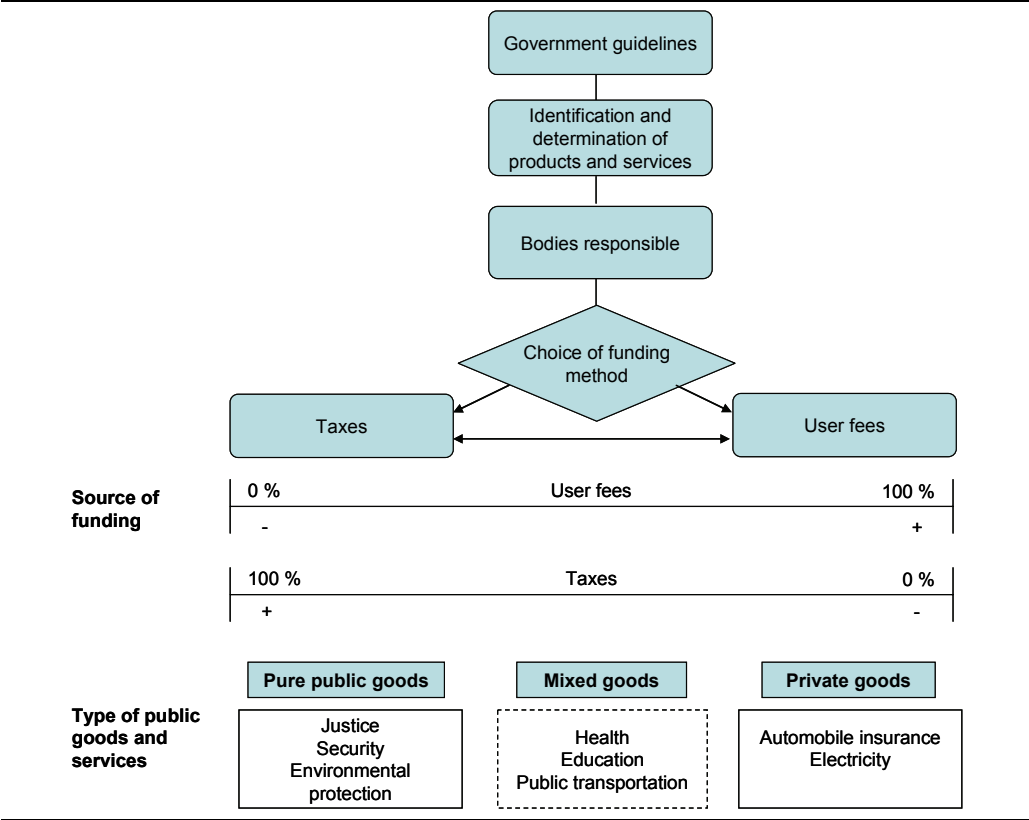 Government guidelines
Identification and
determination of
products and services
Bodies responsible
Choice of funding
method
Taxes
User fees
Source of
funding
0 % User fees 100 %
- +
100 % Taxes 0 %
+ -
Type of public
goods and
services
Pure public goods
Justice
Security
Environmental
protection
Mixed goods
Health
Education
Public transportation
Private goods
Automobile insurance
Electricity